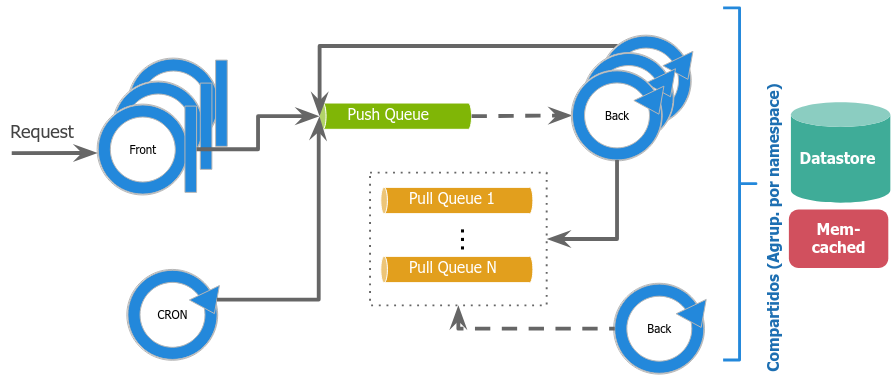 Request
Front
Push Queue
Back
Pull Queue 1
Pull Queue N
CRON
Back
Compartidos (Agrup. por namespace)
Datastore
Mem-
cached